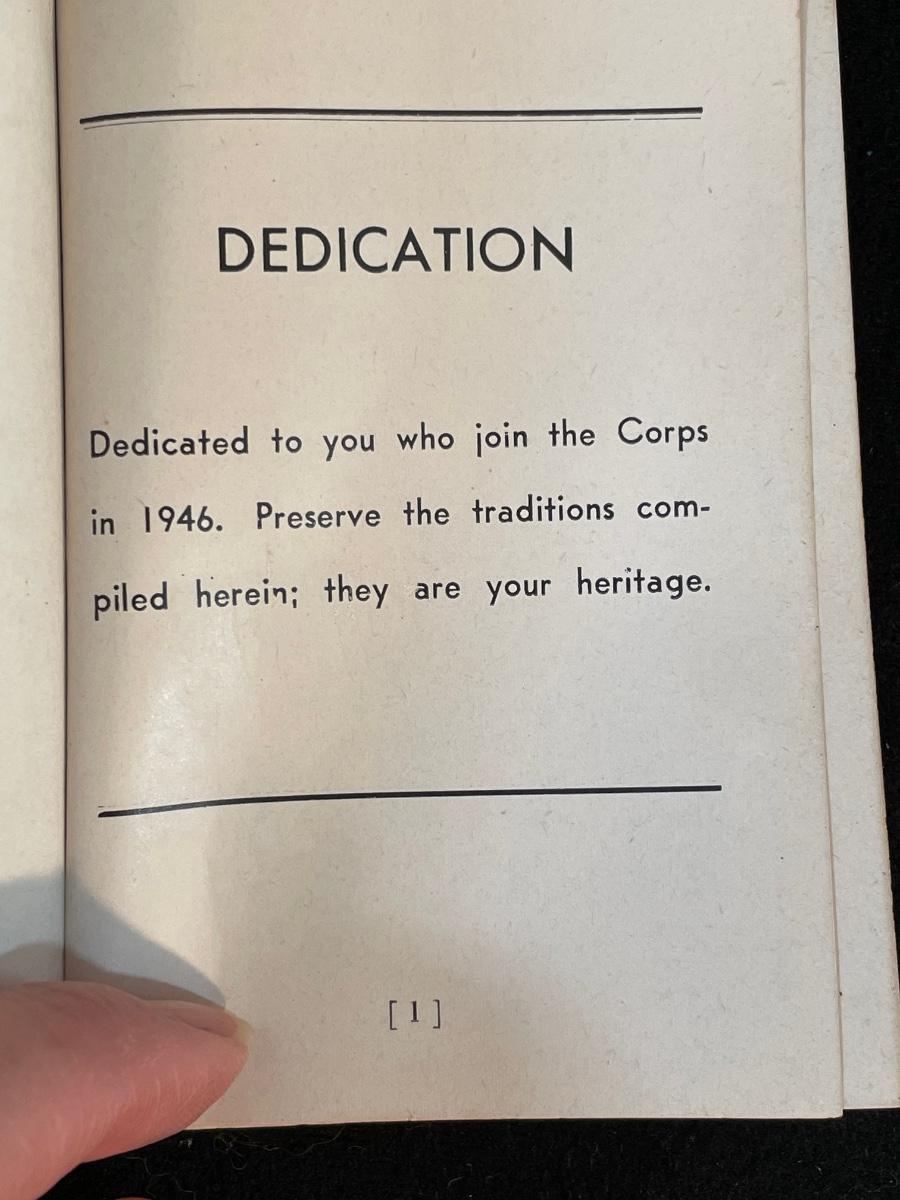 DEDICATION
Dedicated to you who join the Corps
in 1946. Preserve the traditions com-
piled herein; they are your heritage.
[ 1 ]